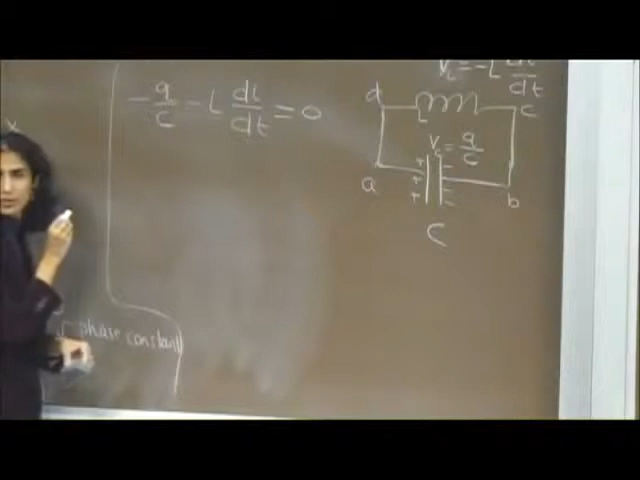 V_L = -L di/dt
-q/c - L di/dt = 0
d L c
V_c = q/c
+ -
+ -
+ -
a b
C
phase constant